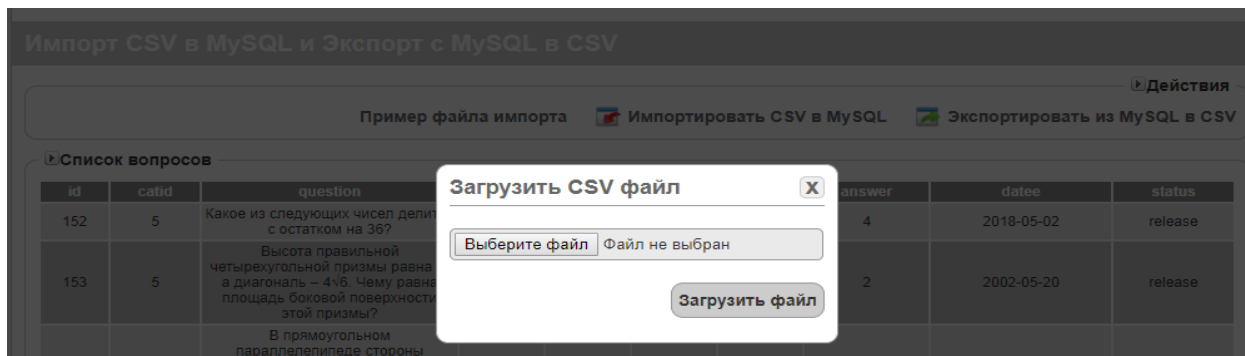 Импорт CSV в MySQL и Экспорт с MySQL в CSV
Действия
Пример файла импорта Импортировать CSV в MySQL Экспортировать из MySQL в CSV
Список вопросов
id catid question answer datee status
152 5 Какое из следующих чисел делит 4 2018-05-02 release
с остатком на 36?
Высота правильной
четырехугольной призмы равна
153 5 а диагональ – 4√6. Чему равна 2 2002-05-20 release
площадь боковой поверхности
этой призмы?
В прямоугольном
параллелепипеде стороны
Загрузить CSV файл X
Выберите файл Файл не выбран
Загрузить файл